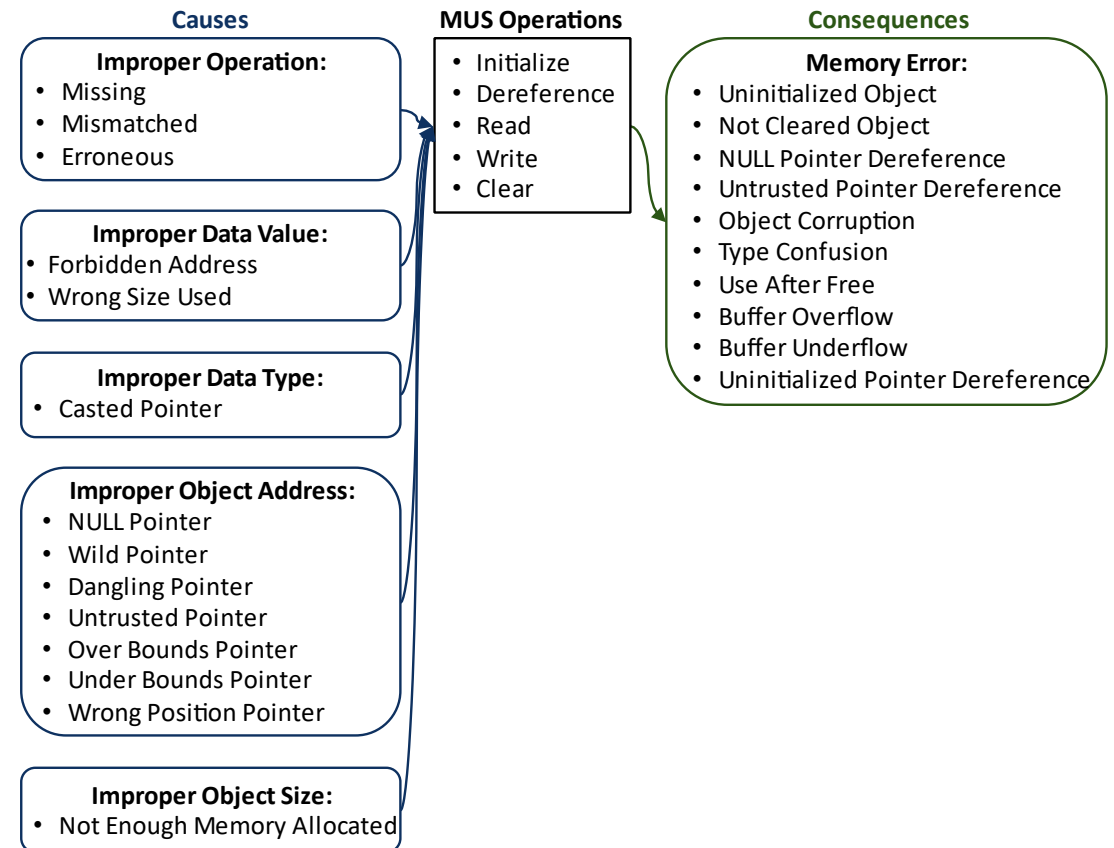 Causes
Improper Operation:
• Missing
• Mismatched
• Erroneous
Improper Data Value:
• Forbidden Address
• Wrong Size Used
Improper Data Type:
• Casted Pointer
Improper Object Address:
• NULL Pointer
• Wild Pointer
• Dangling Pointer
• Untrusted Pointer
• Over Bounds Pointer
• Under Bounds Pointer
• Wrong Position Pointer
Improper Object Size:
• Not Enough Memory Allocated
MUS Operations
• Initialize
• Dereference
• Read
• Write
• Clear
Consequences
Memory Error:
• Uninitialized Object
• Not Cleared Object
• NULL Pointer Dereference
• Untrusted Pointer Dereference
• Object Corruption
• Type Confusion
• Use After Free
• Buffer Overflow
• Buffer Underflow
• Uninitialized Pointer Dereference